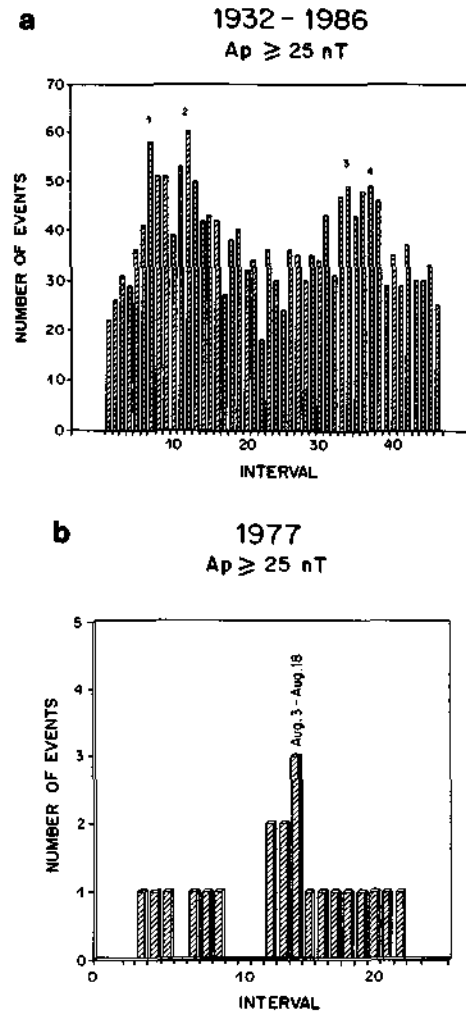 a
1932 – 1986
Ap ⩾ 25 nT
70
60
50
40
30
20
10
0
NUMBER OF EVENTS
1
2
3
4
10
20
30
40
INTERVAL
b
1977
Ap ⩾ 25 nT
5
4
3
2
1
0
NUMBER OF EVENTS
Aug. 3 – Aug. 18
0
10
20
INTERVAL